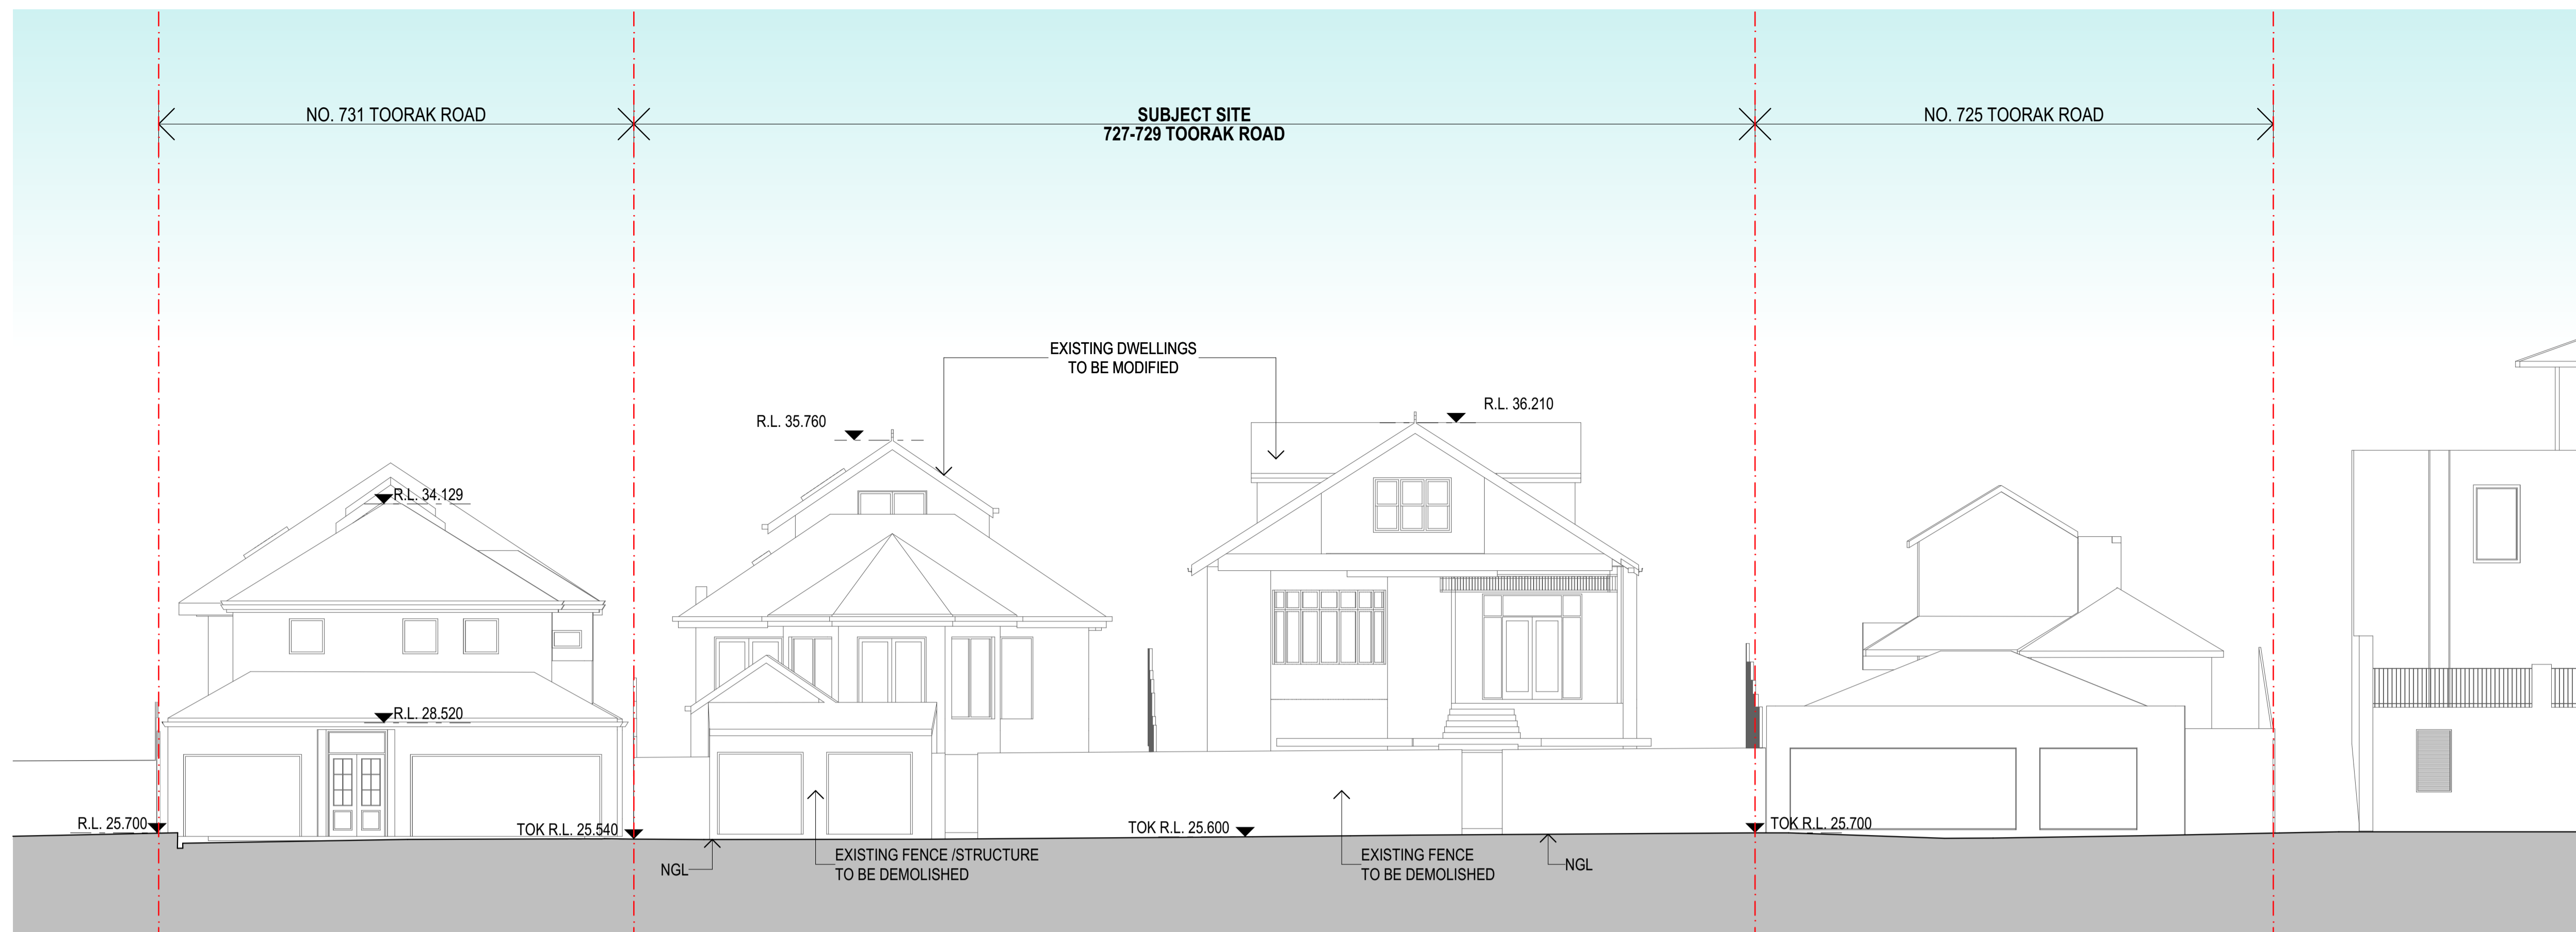 NO. 731 TOORAK ROAD
SUBJECT SITE
727-729 TOORAK ROAD
NO. 725 TOORAK ROAD
EXISTING DWELLINGS
TO BE MODIFIED
R.L. 35.760
R.L. 36.210
R.L. 34.129
R.L. 28.520
R.L. 25.700
TOK R.L. 25.540
TOK R.L. 25.600
TOK R.L. 25.700
NGL
EXISTING FENCE /STRUCTURE
TO BE DEMOLISHED
EXISTING FENCE
TO BE DEMOLISHED
NGL